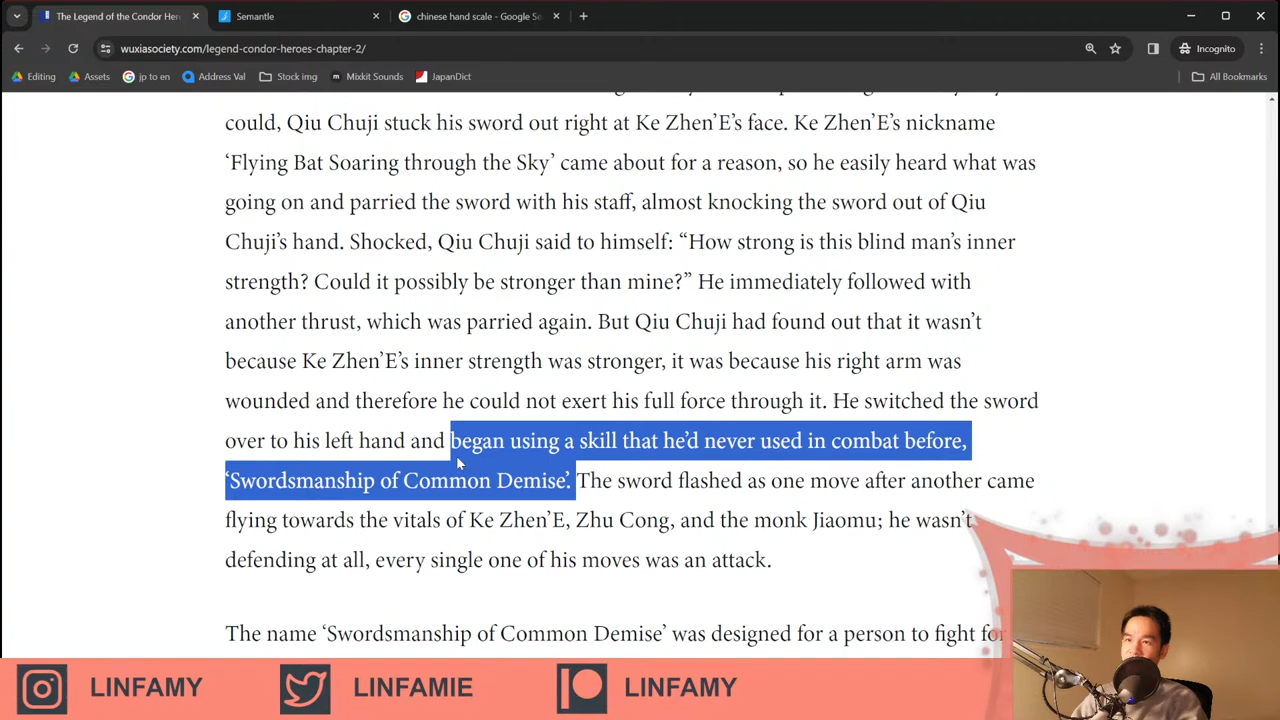 The Legend of the Condor Her
Semantle
chinese hand scale - Google Se
wuxiasociety.com/legend-condor-heroes-chapter-2/
Incognito
Editing
Assets
jp to en
Address Val
Stock img
Mixkit Sounds
JapanDict
All Bookmarks
could, Qiu Chuji stuck his sword out right at Ke Zhen’E’s face. Ke Zhen’E’s nickname
‘Flying Bat Soaring through the Sky’ came about for a reason, so he easily heard what was
going on and parried the sword with his staff, almost knocking the sword out of Qiu
Chuji’s hand. Shocked, Qiu Chuji said to himself: “How strong is this blind man’s inner
strength? Could it possibly be stronger than mine?” He immediately followed with
another thrust, which was parried again. But Qiu Chuji had found out that it wasn’t
because Ke Zhen’E’s inner strength was stronger, it was because his right arm was
wounded and therefore he could not exert his full force through it. He switched the sword
over to his left hand and began using a skill that he’d never used in combat before,
‘Swordsmanship of Common Demise’. The sword flashed as one move after another came
flying towards the vitals of Ke Zhen’E, Zhu Cong, and the monk Jiaomu; he wasn’t
defending at all, every single one of his moves was an attack.
The name ‘Swordsmanship of Common Demise’ was designed for a person to fight for
LINFAMY
LINFAMIE
LINFAMY